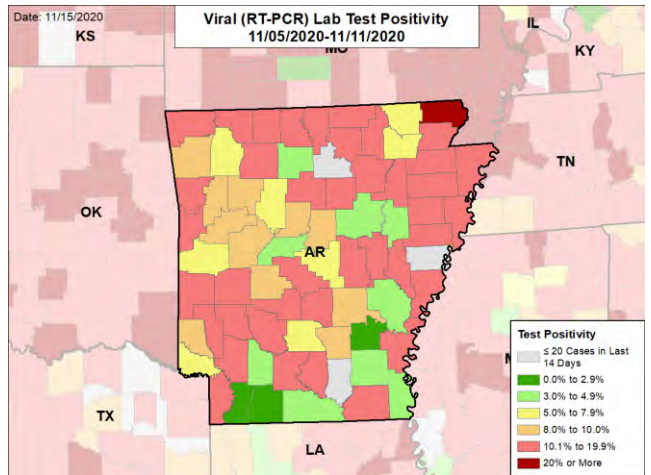 Date: 11/15/2020
Viral (RT-PCR) Lab Test Positivity
11/05/2020-11/11/2020
KS
MO
IL
KY
TN
OK
AR
TX
LA
Test Positivity
≤ 20 Cases in Last
14 Days
0.0% to 2.9%
3.0% to 4.9%
5.0% to 7.9%
8.0% to 10.0%
10.1% to 19.9%
20% or More